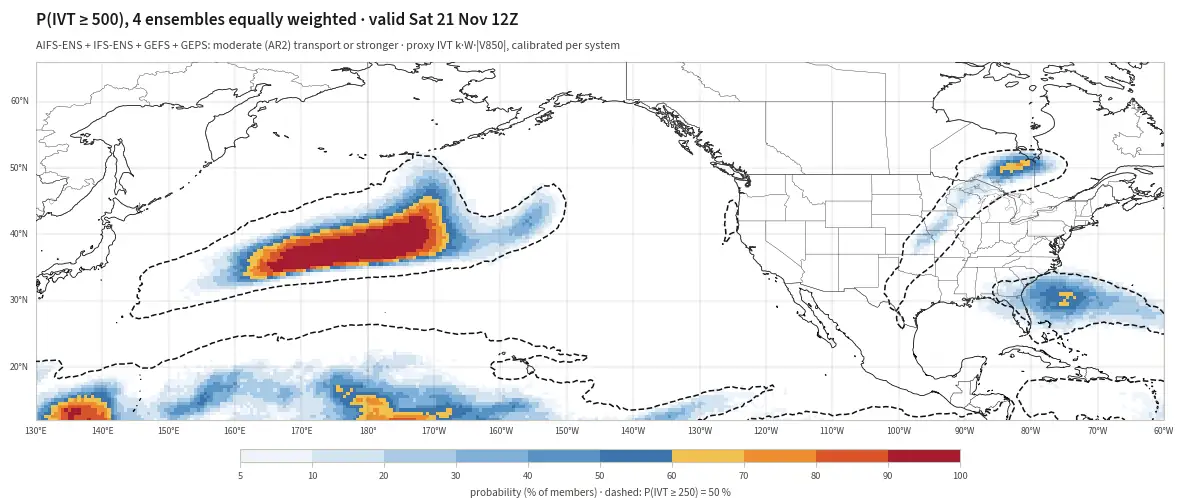 P(IVT ≥ 500), 4 ensembles equally weighted · valid Sat 21 Nov 12Z
AIFS-ENS + IFS-ENS + GEFS + GEPS: moderate (AR2) transport or stronger · proxy IVT k·W·|V850|, calibrated per system
60°N
50°N
40°N
30°N
20°N
130°E 140°E 150°E 160°E 170°E 180° 170°W 160°W 150°W 140°W 130°W 120°W 110°W 100°W 90°W 80°W 70°W 60°W
5 10 20 30 40 50 60 70 80 90 100
probability (% of members) · dashed: P(IVT ≥ 250) = 50 %